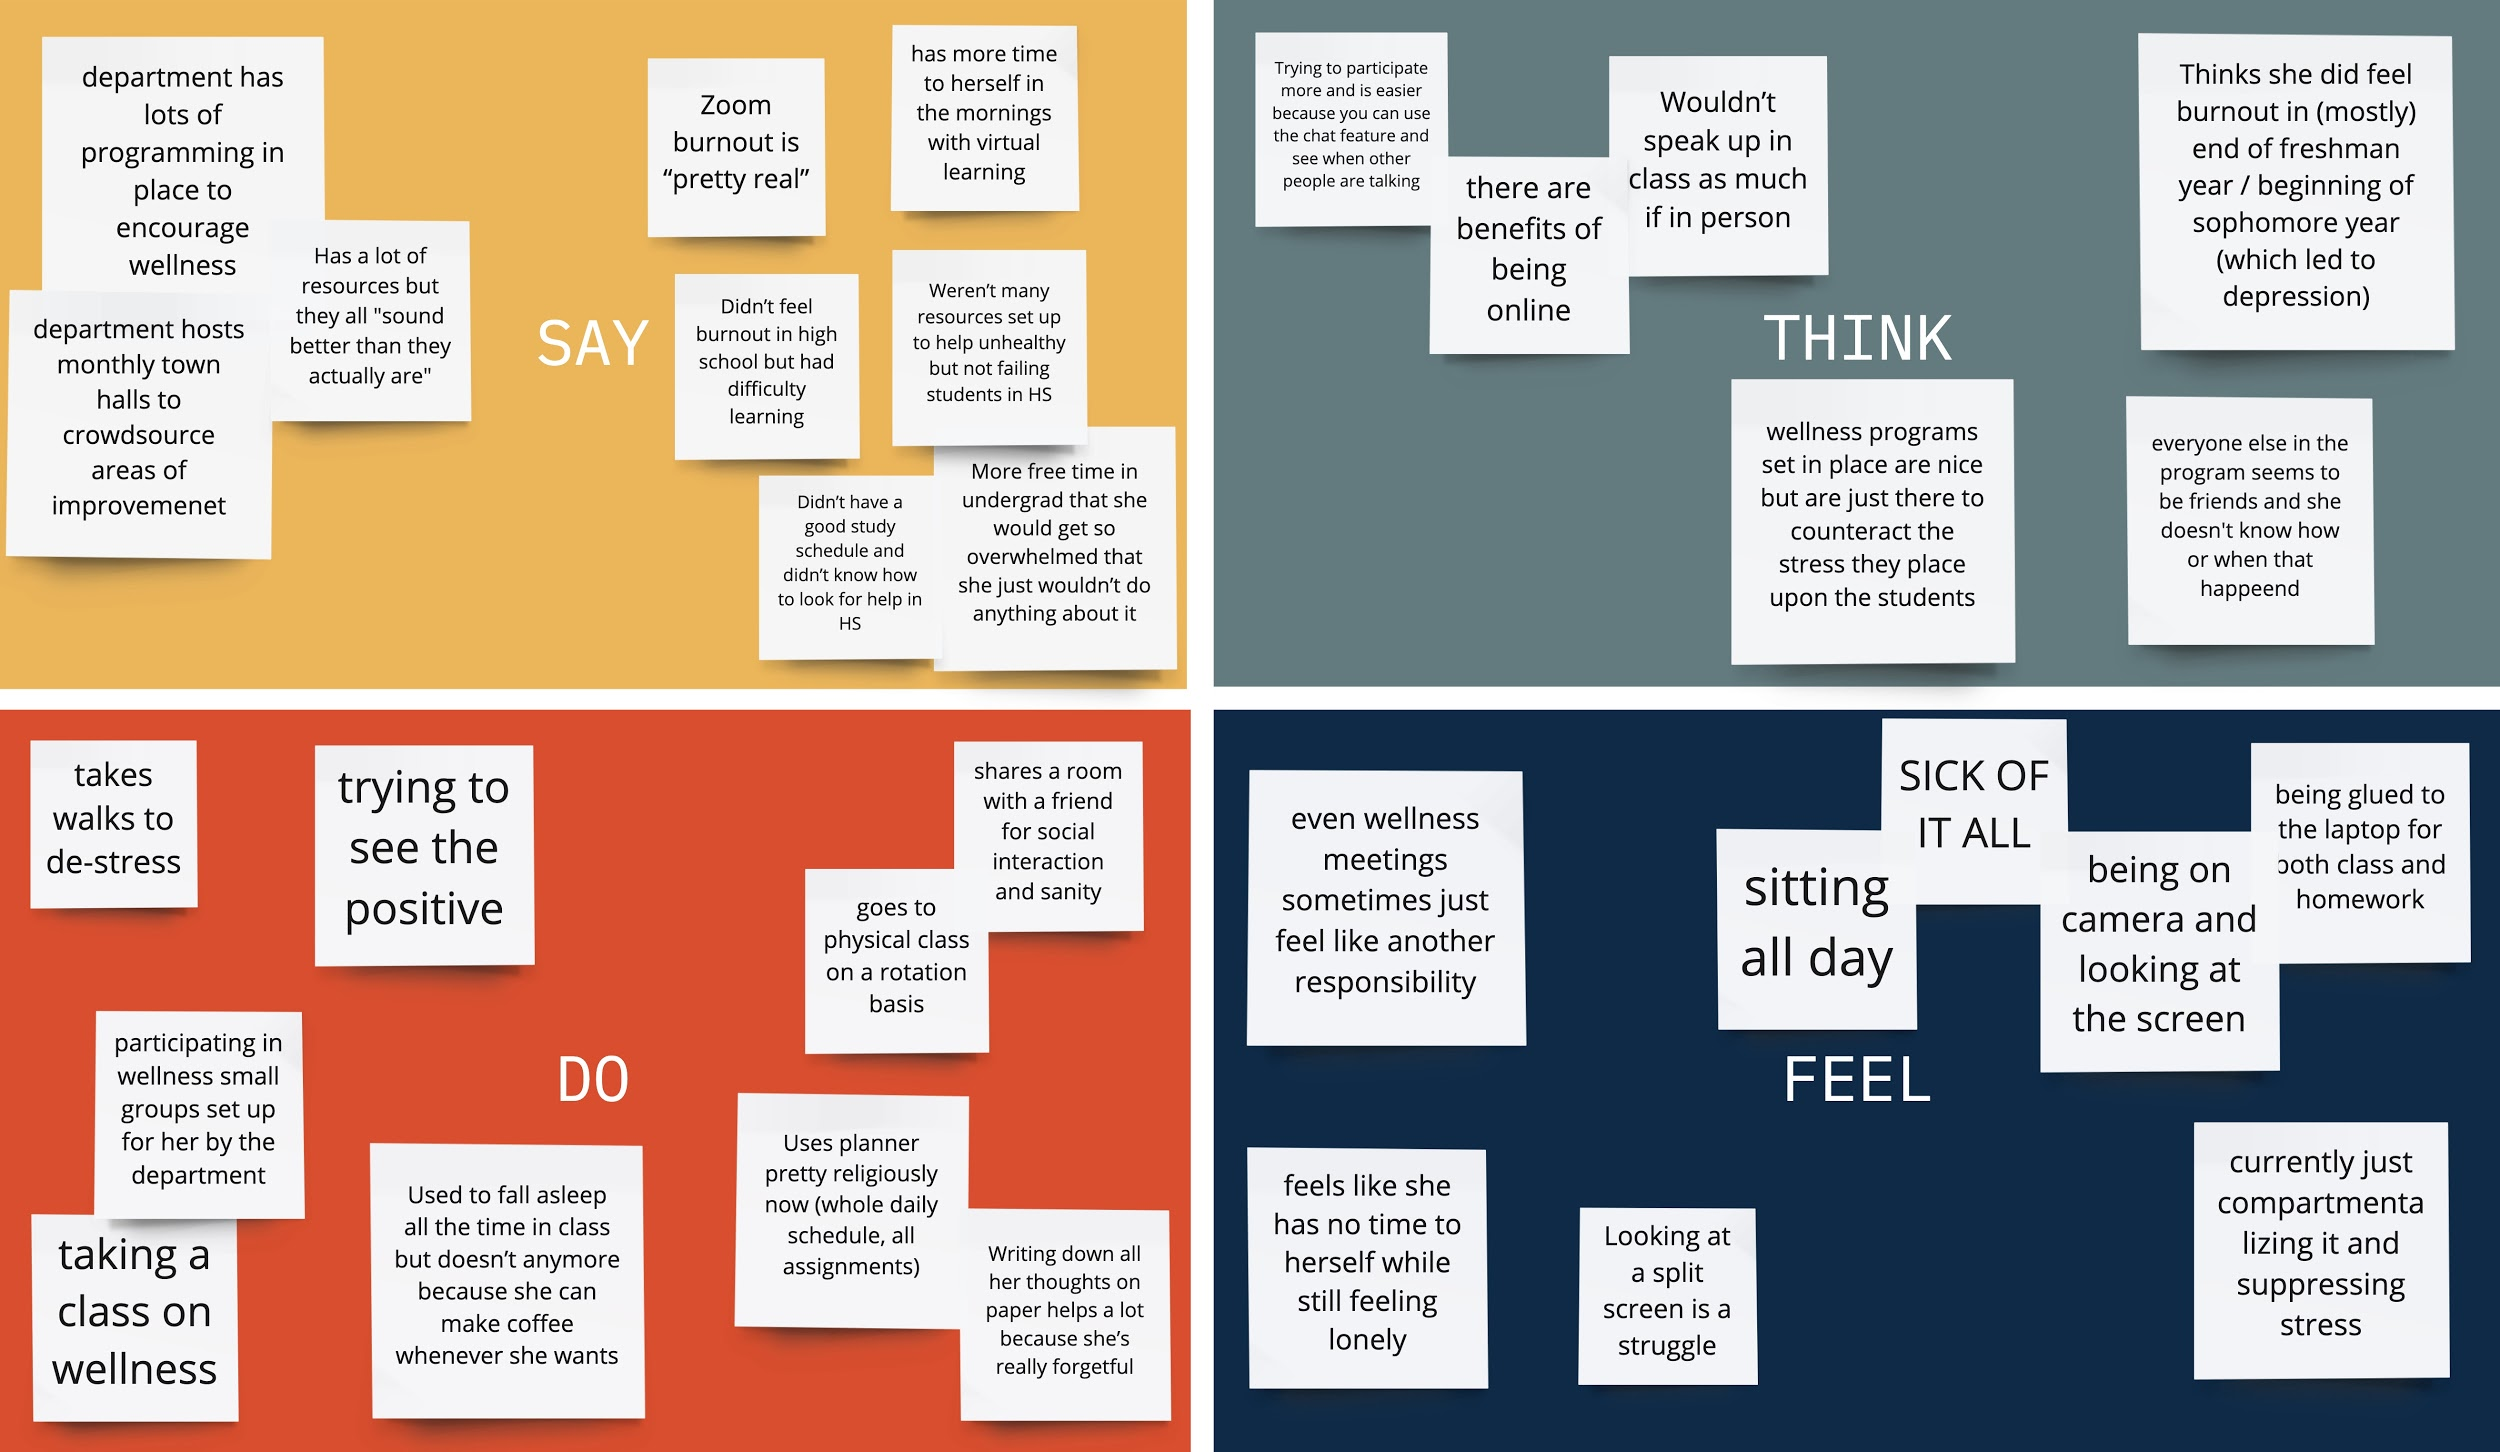 department has
lots of
programming in
place to
encourage
wellness
Has a lot of
resources but
they all "sound
better than they
actually are"
department hosts
monthly town
halls to
crowdsource
areas of
improvemenet
SAY
Zoom
burnout is
“pretty real”
has more time
to herself in
the mornings
with virtual
learning
Didn’t feel
burnout in high
school but had
difficulty
learning
Weren’t many
resources set up
to help unhealthy
but not failing
students in HS
Didn’t have a
good study
schedule and
didn’t know how
to look for help in
HS
More free time in
undergrad that she
would get so
overwhelmed that
she just wouldn’t do
anything about it
Trying to participate
more and is easier
because you can use
the chat feature and
see when other
people are talking
there are
benefits of
being
online
Wouldn’t
speak up in
class as much
if in person
THINK
Thinks she did feel
burnout in (mostly)
end of freshman
year / beginning of
sophomore year
(which led to
depression)
wellness programs
set in place are nice
but are just there to
counteract the
stress they place
upon the students
everyone else in the
program seems to
be friends and she
doesn't know how
or when that
happeend
takes
walks to
de-stress
trying to
see the
positive
shares a room
with a friend
for social
interaction
and sanity
goes to
physical class
on a rotation
basis
participating in
wellness small
groups set up
for her by the
department
DO
taking a
class on
wellness
Used to fall asleep
all the time in class
but doesn’t anymore
because she can
make coffee
whenever she wants
Uses planner
pretty religiously
now (whole daily
schedule, all
assignments)
Writing down all
her thoughts on
paper helps a lot
because she’s
really forgetful
even wellness
meetings
sometimes just
feel like another
responsibility
SICK OF
IT ALL
sitting
all day
being on
camera and
looking at
the screen
being glued to
the laptop for
both class and
homework
FEEL
feels like she
has no time to
herself while
still feeling
lonely
Looking at
a split
screen is a
struggle
currently just
compartmenta
lizing it and
suppressing
stress